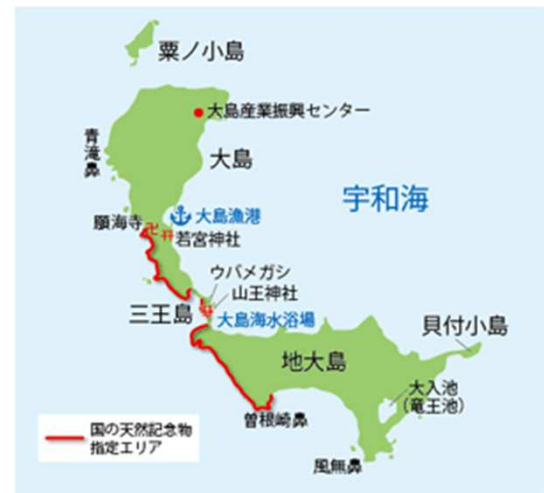 粟ノ小島
大島産業振興センター
青滝鼻
大島
宇和海
大島漁港
願海寺
若宮神社
ウバメガシ
山王神社
三王島
大島海水浴場
貝付小島
地大島
大入池
（竜王池）
曽根崎鼻
国の天然記念物
指定エリア
風無鼻